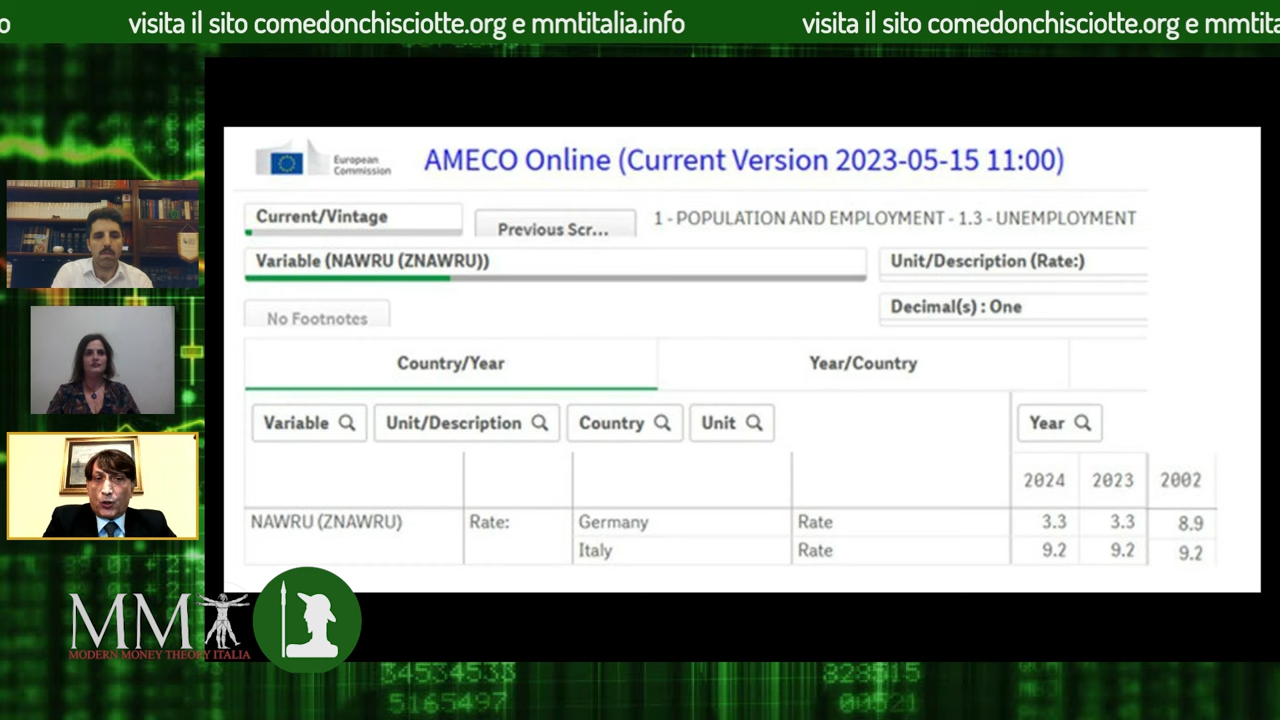 o visita il sito comedonchisciotte.org e mmtitalia.info visita il sito comedonchisciotte.org e mmtita
European
Commission
AMECO Online (Current Version 2023-05-15 11:00)
Current/Vintage
Previous Scr...
1 - POPULATION AND EMPLOYMENT - 1.3 - UNEMPLOYMENT
Variable (NAWRU (ZNAWRU))
Unit/Description (Rate:)
No Footnotes
Decimal(s) : One
Country/Year Year/Country
Variable Unit/Description Country Unit Year
2024 2023 2002
NAWRU (ZNAWRU) Rate: Germany Rate 3.3 3.3 8.9
Italy Rate 9.2 9.2 9.2
MMT
MODERN MONEY THEORY ITALIA
34534533
5165497